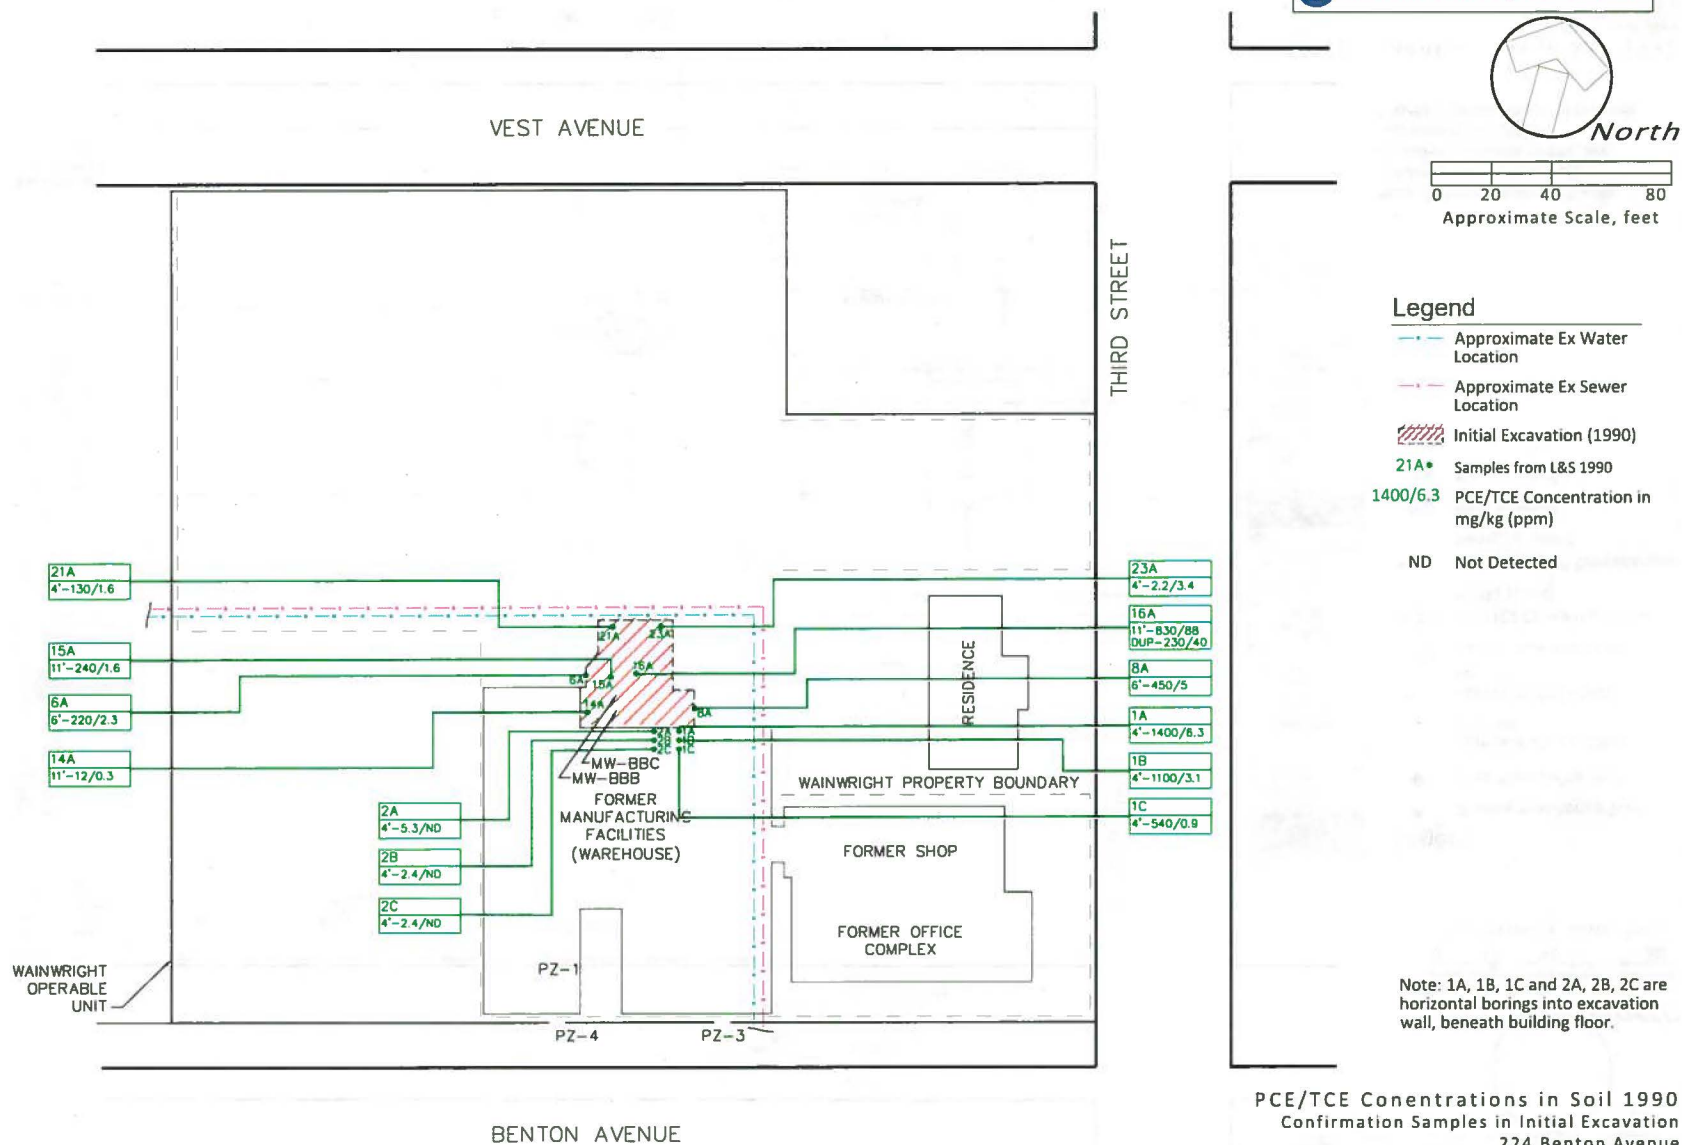 VEST AVENUE
North
0 20 40 80
Approximate Scale, feet
THIRD STREET
Legend
Approximate Ex Water
Location
Approximate Ex Sewer
Location
Initial Excavation (1990)
21A Samples from L&S 1990
1400/6.3 PCE/TCE Concentration in
mg/kg (ppm)
ND Not Detected
21A
4'-130/1.6
15A
11'-240/1.6
6A
6'-220/2.3
14A
11'-12/0.3
2A
4'-5.3/ND
2B
4'-2.4/ND
2C
4'-2.4/ND
23A
4'-2.2/3.4
16A
11'-830/88
DUP-230/40
8A
6'-450/5
1A
4'-1400/6.3
1B
4'-1100/3.1
1C
4'-540/0.9
21A
23A
6A
15A
16A
14A
8A
2A 1A
2B 1B
2C 1C
MW-BBC
MW-BBB
FORMER
MANUFACTURING
FACILITIES
(WAREHOUSE)
RESIDENCE
WAINWRIGHT PROPERTY BOUNDARY
FORMER SHOP
FORMER OFFICE
COMPLEX
PZ-1
WAINWRIGHT
OPERABLE
UNIT
PZ-4
PZ-3
Note: 1A, 1B, 1C and 2A, 2B, 2C are
horizontal borings into excavation
wall, beneath building floor.
BENTON AVENUE
PCE/TCE Conentrations in Soil 1990
Confirmation Samples in Initial Excavation
224 Benton Avenue